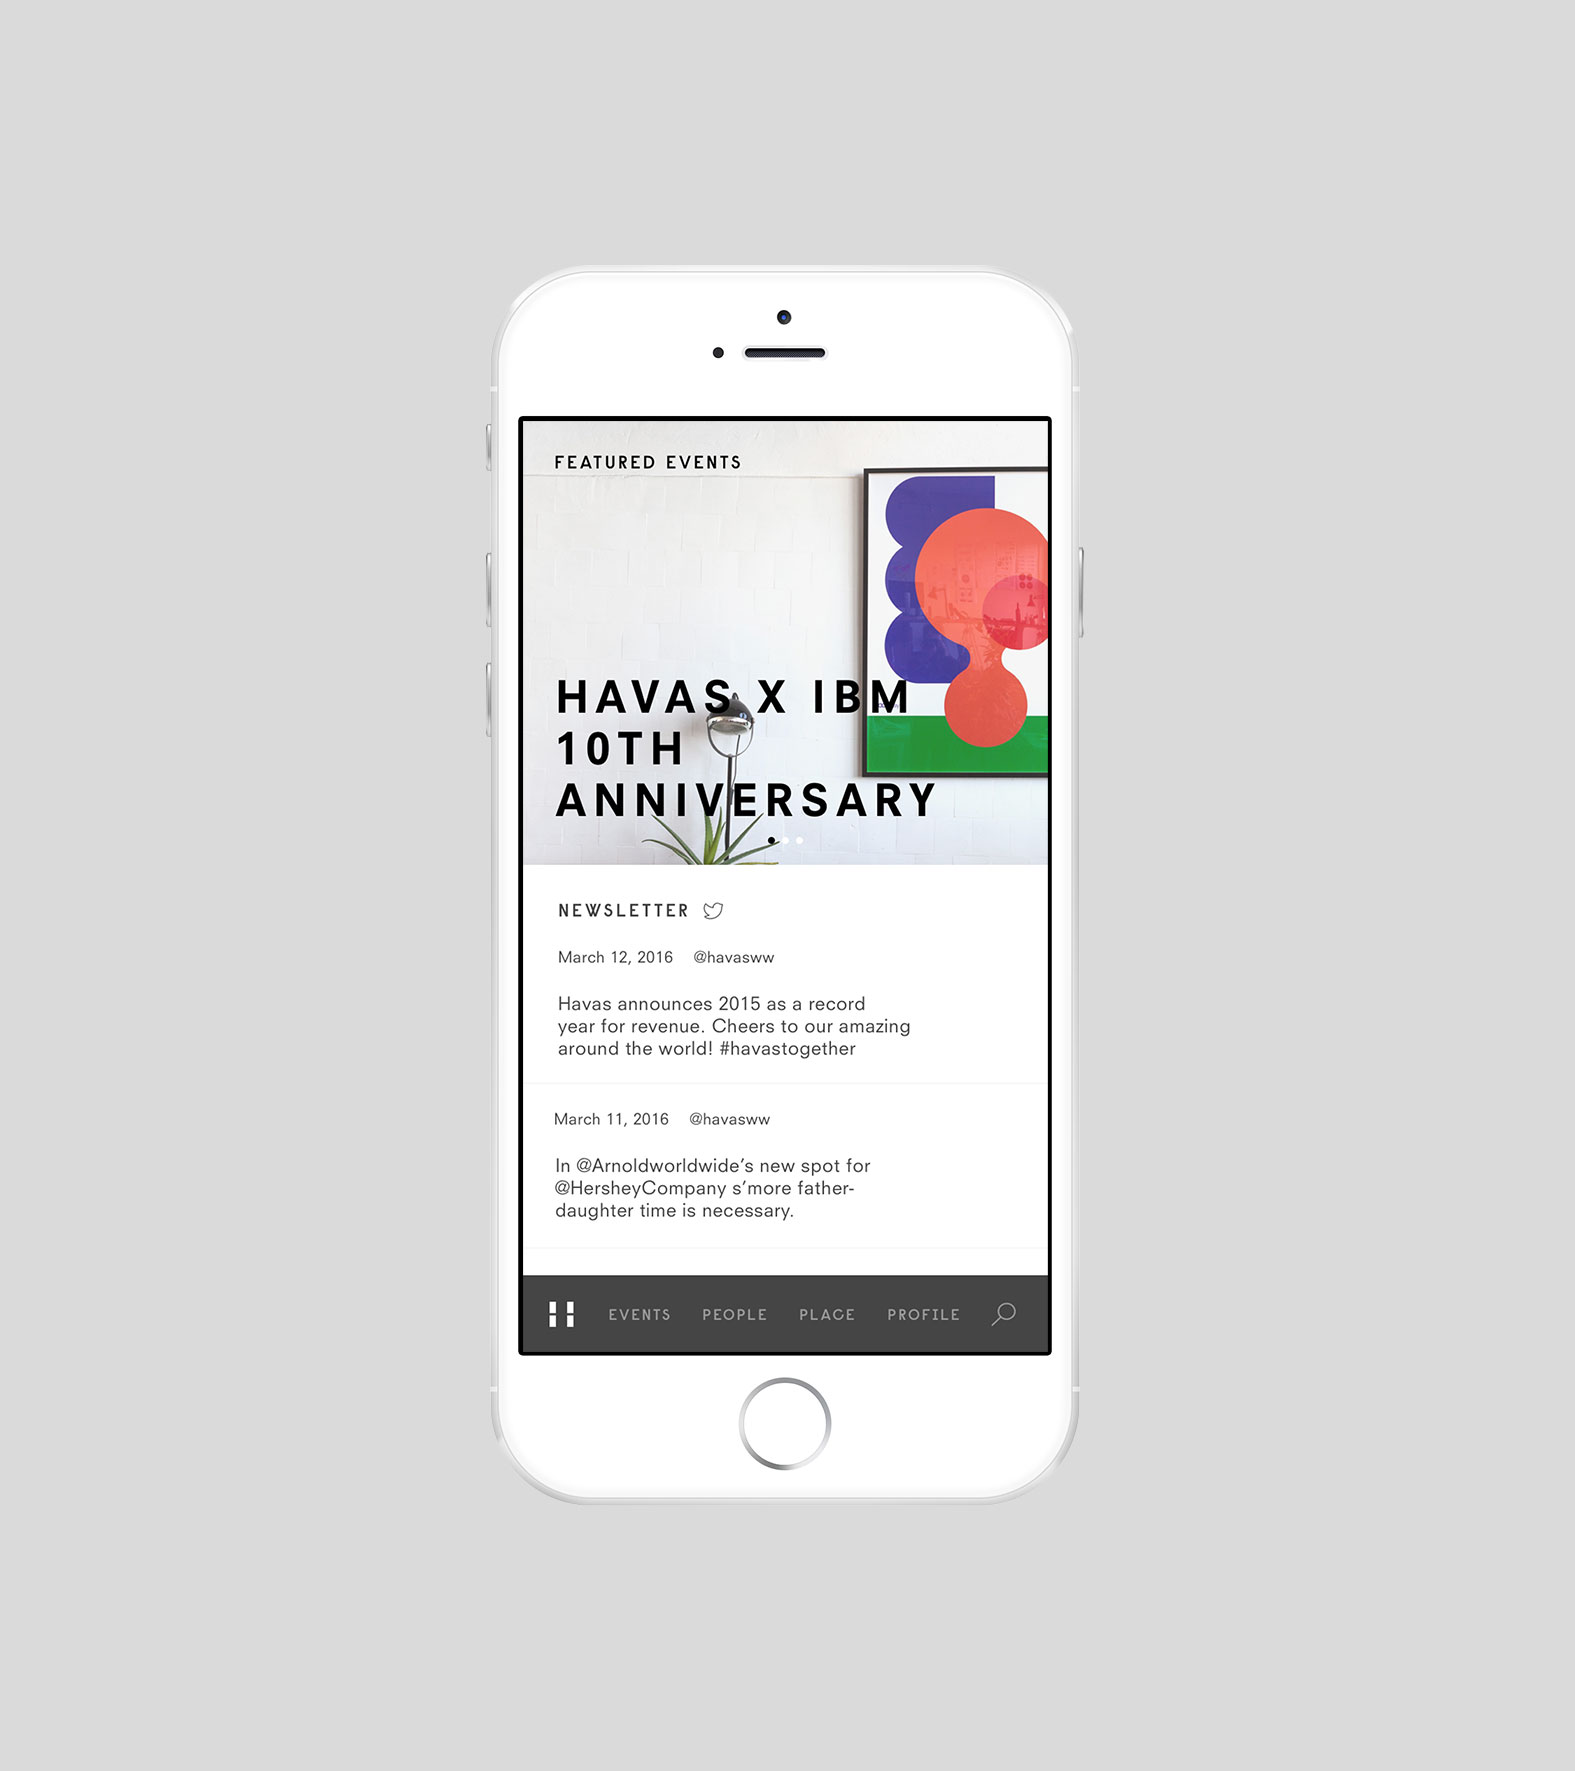 FEATURED EVENTS
HAVAS X IBM
10TH
ANNIVERSARY
NEWSLETTER
March 12, 2016 @havasww
Havas announces 2015 as a record
year for revenue. Cheers to our amazing
around the world! #havastogether
March 11, 2016 @havasww
In @Arnoldworldwide’s new spot for
@HersheyCompany s’more father-
daughter time is necessary.
H EVENTS PEOPLE PLACE PROFILE